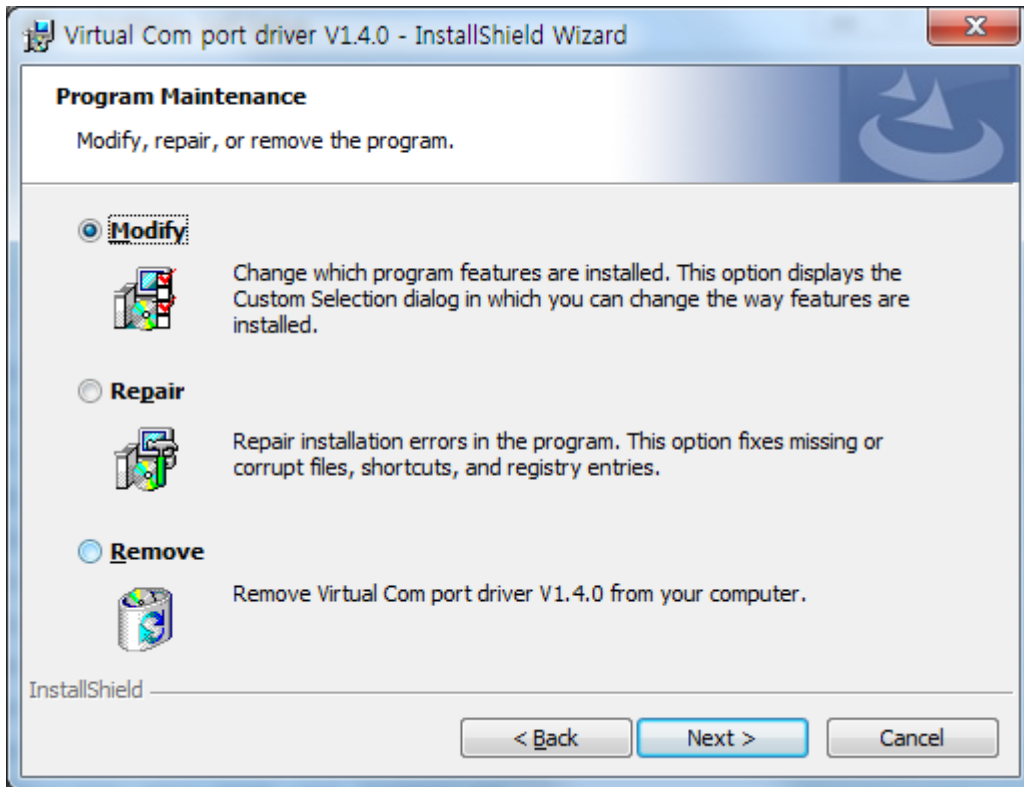 Virtual Com port driver V1.4.0 - InstallShield Wizard
Program Maintenance
Modify, repair, or remove the program.
Modify
Change which program features are installed. This option displays the
Custom Selection dialog in which you can change the way features are
installed.
Repair
Repair installation errors in the program. This option fixes missing or
corrupt files, shortcuts, and registry entries.
Remove
Remove Virtual Com port driver V1.4.0 from your computer.
InstallShield
< Back
Next >
Cancel